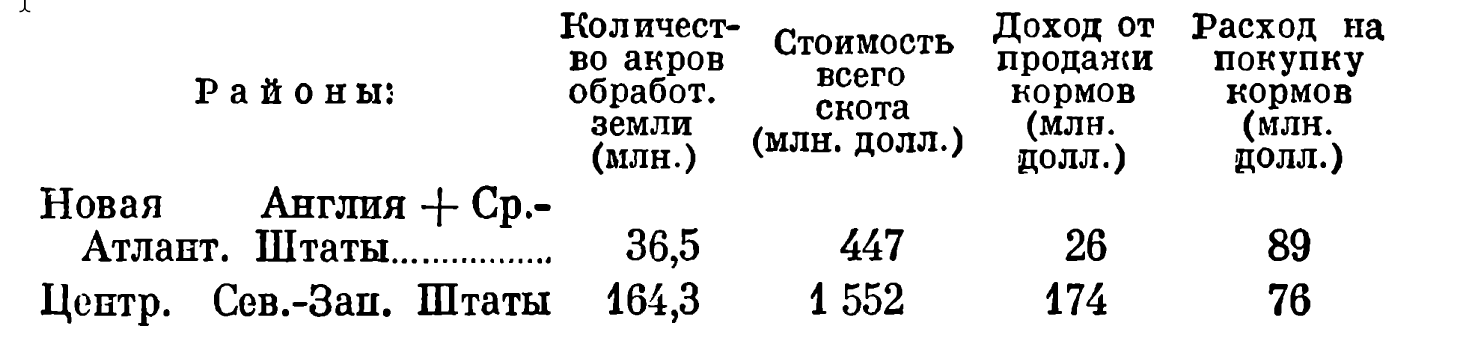 Районы:
Количест-
во акров
обработ.
земли
(млн.)
Стоимость
всего
скота
(млн. долл.)
Доход от
продажи
кормов
(млн.
долл.)
Расход на
покупку
кормов
(млн.
долл.)
Новая Англия + Ср.-
Атлант. Штаты................. 36,5 447 26 89
Центр. Сев.-Зап. Штаты 164,3 1 552 174 76